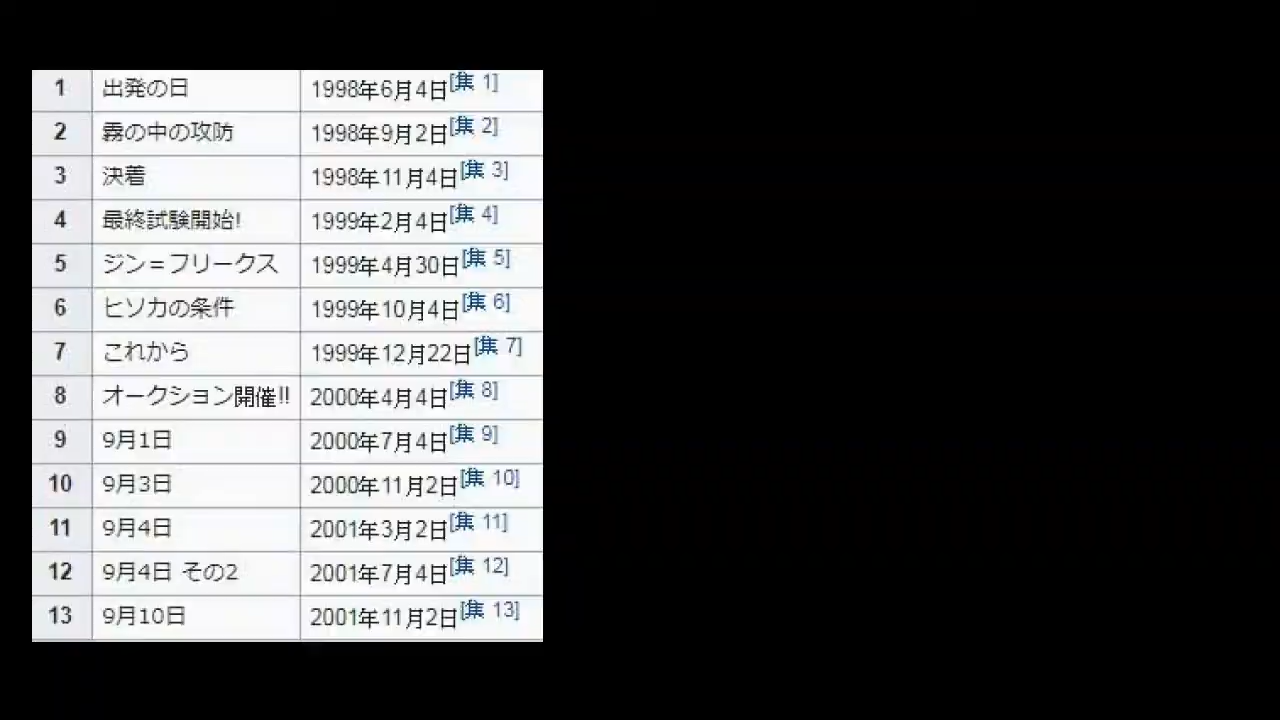 1 出発の日 1998年6月4日[集 1]
2 霧の中の攻防 1998年9月2日[集 2]
3 決着 1998年11月4日[集 3]
4 最終試験開始! 1999年2月4日[集 4]
5 ジン＝フリークス 1999年4月30日[集 5]
6 ヒソカの条件 1999年10月4日[集 6]
7 これから 1999年12月22日[集 7]
8 オークション開催!! 2000年4月4日[集 8]
9 9月1日 2000年7月4日[集 9]
10 9月3日 2000年11月2日[集 10]
11 9月4日 2001年3月2日[集 11]
12 9月4日 その2 2001年7月4日[集 12]
13 9月10日 2001年11月2日[集 13]